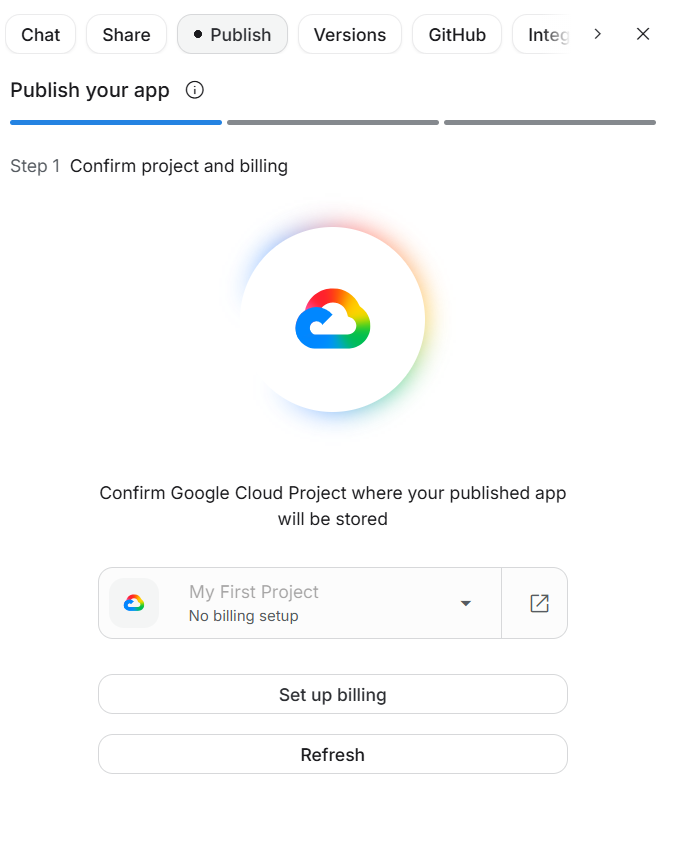 Chat
Share
Publish
Versions
GitHub
Integ
Publish your app
Step 1 Confirm project and billing
Confirm Google Cloud Project where your published app
will be stored
My First Project
No billing setup
Set up billing
Refresh